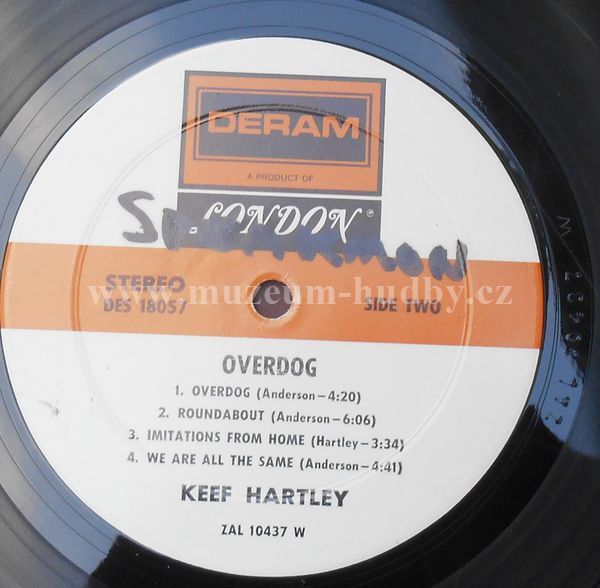 DERAM
A PRODUCT OF
LONDON®
STEREO
DES 18057
SIDE TWO
www.muzeum-hudby.cz
OVERDOG
1. OVERDOG (Anderson—4:20)
2. ROUNDABOUT (Anderson—6:06)
3. IMITATIONS FROM HOME (Hartley—3:34)
4. WE ARE ALL THE SAME (Anderson—4:41)
KEEF HARTLEY
ZAL 10437 W